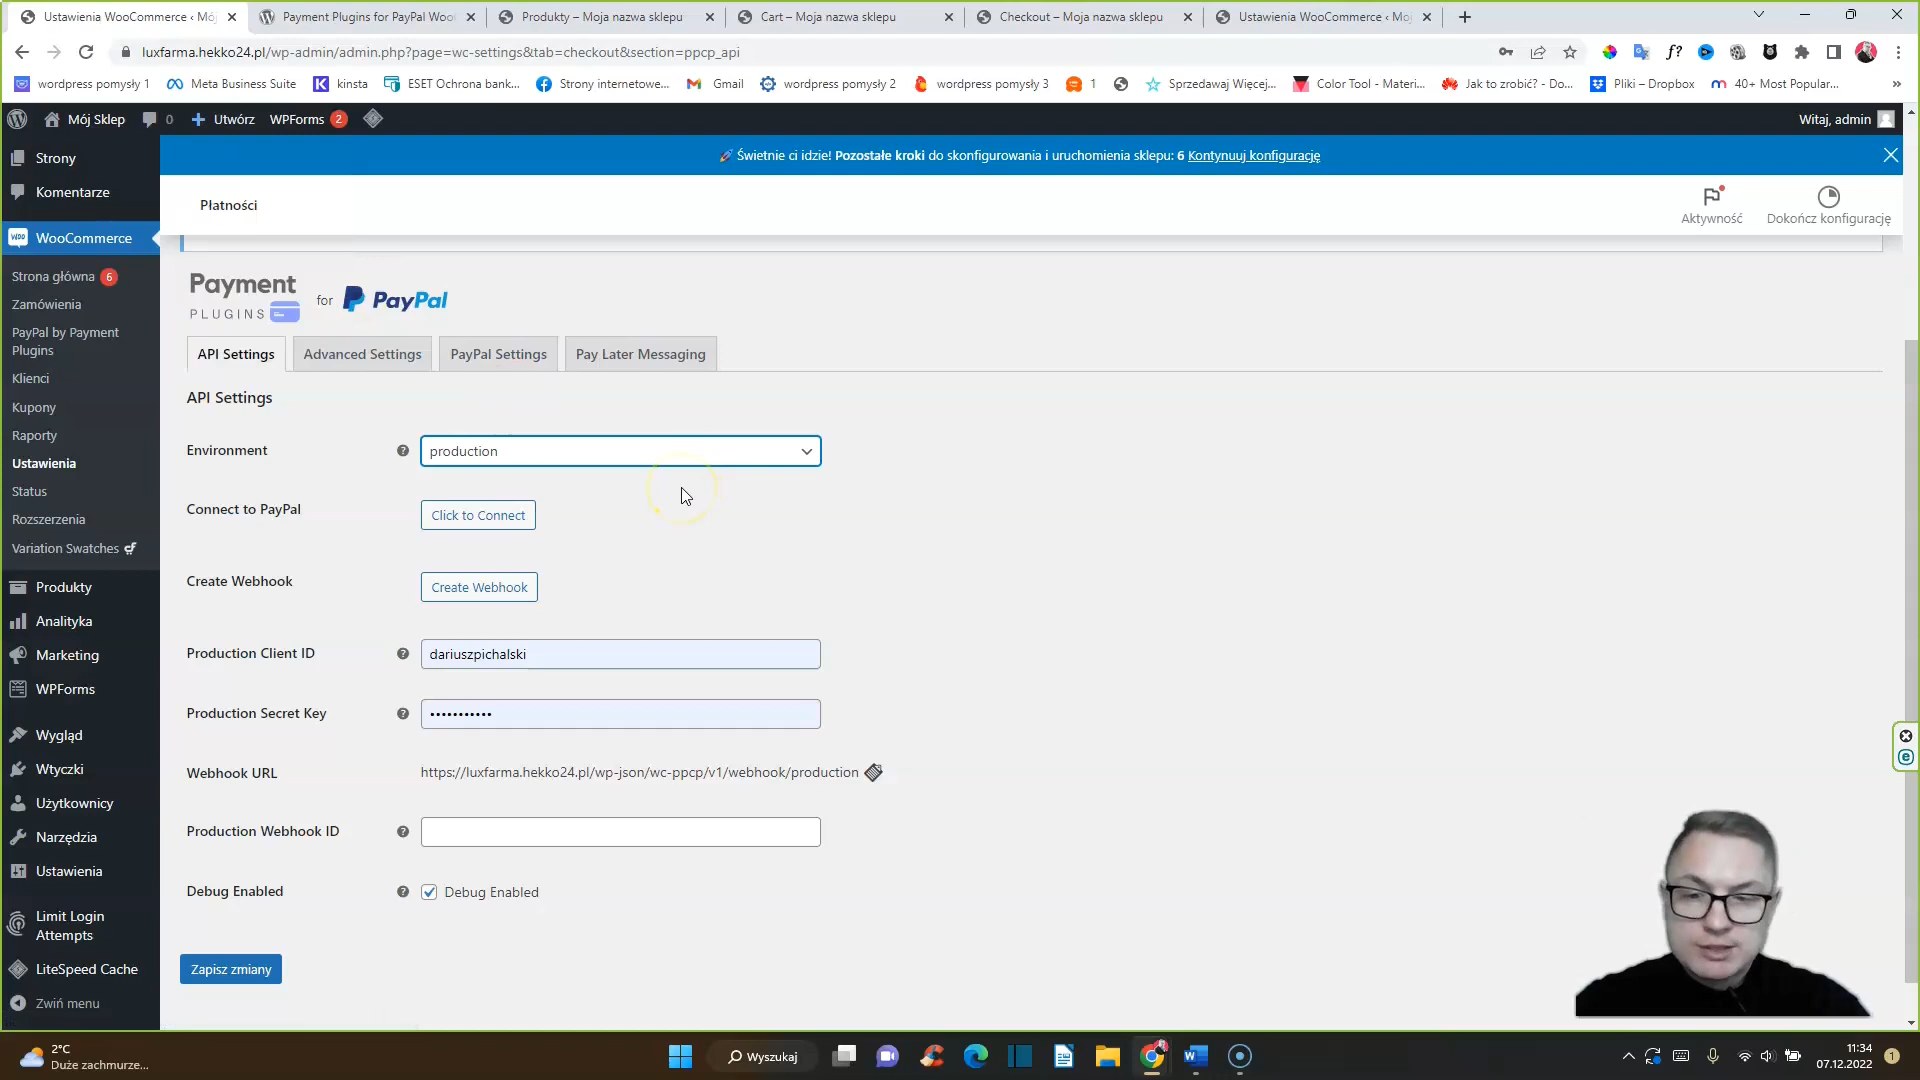 Ustawienia WooCommerce ‹ Mój
Payment Plugins for PayPal Woo
Produkty – Moja nazwa sklepu
Cart – Moja nazwa sklepu
Checkout – Moja nazwa sklepu
Ustawienia WooCommerce ‹ Mój
luxfarma.hekko24.pl/wp-admin/admin.php?page=wc-settings&tab=checkout&section=ppcp_api
wordpress pomysły 1
Meta Business Suite
kinsta
ESET Ochrona bank...
Strony internetowe...
Gmail
wordpress pomysły 2
wordpress pomysły 3
1
Sprzedawaj Więcej,...
Color Tool - Materi...
Jak to zrobić? - Do...
Pliki – Dropbox
40+ Most Popular...
Mój Sklep
0
Utwórz
WPForms 2
Witaj, admin
Świetnie ci idzie! Pozostałe kroki do skonfigurowania i uruchomienia sklepu: 6 Kontynuuj konfigurację
Płatności
Aktywność
Dokończ konfigurację
Strony
Komentarze
WooCommerce
Strona główna 6
Zamówienia
PayPal by Payment
Plugins
Klienci
Kupony
Raporty
Ustawienia
Status
Rozszerzenia
Variation Swatches
Produkty
Analityka
Marketing
WPForms
Wygląd
Wtyczki
Użytkownicy
Narzędzia
Ustawienia
Limit Login
Attempts
LiteSpeed Cache
Zwiń menu
Payment
PLUGINS
for
PayPal
API Settings
Advanced Settings
PayPal Settings
Pay Later Messaging
API Settings
Environment
production
Connect to PayPal
Click to Connect
Create Webhook
Create Webhook
Production Client ID
dariuszpichalski
Production Secret Key
•••••••••••
Webhook URL
https://luxfarma.hekko24.pl/wp-json/wc-ppcp/v1/webhook/production
Production Webhook ID
Debug Enabled
Debug Enabled
Zapisz zmiany
2°C
Duże zachmurze...
Wyszukaj
11:34
07.12.2022
1